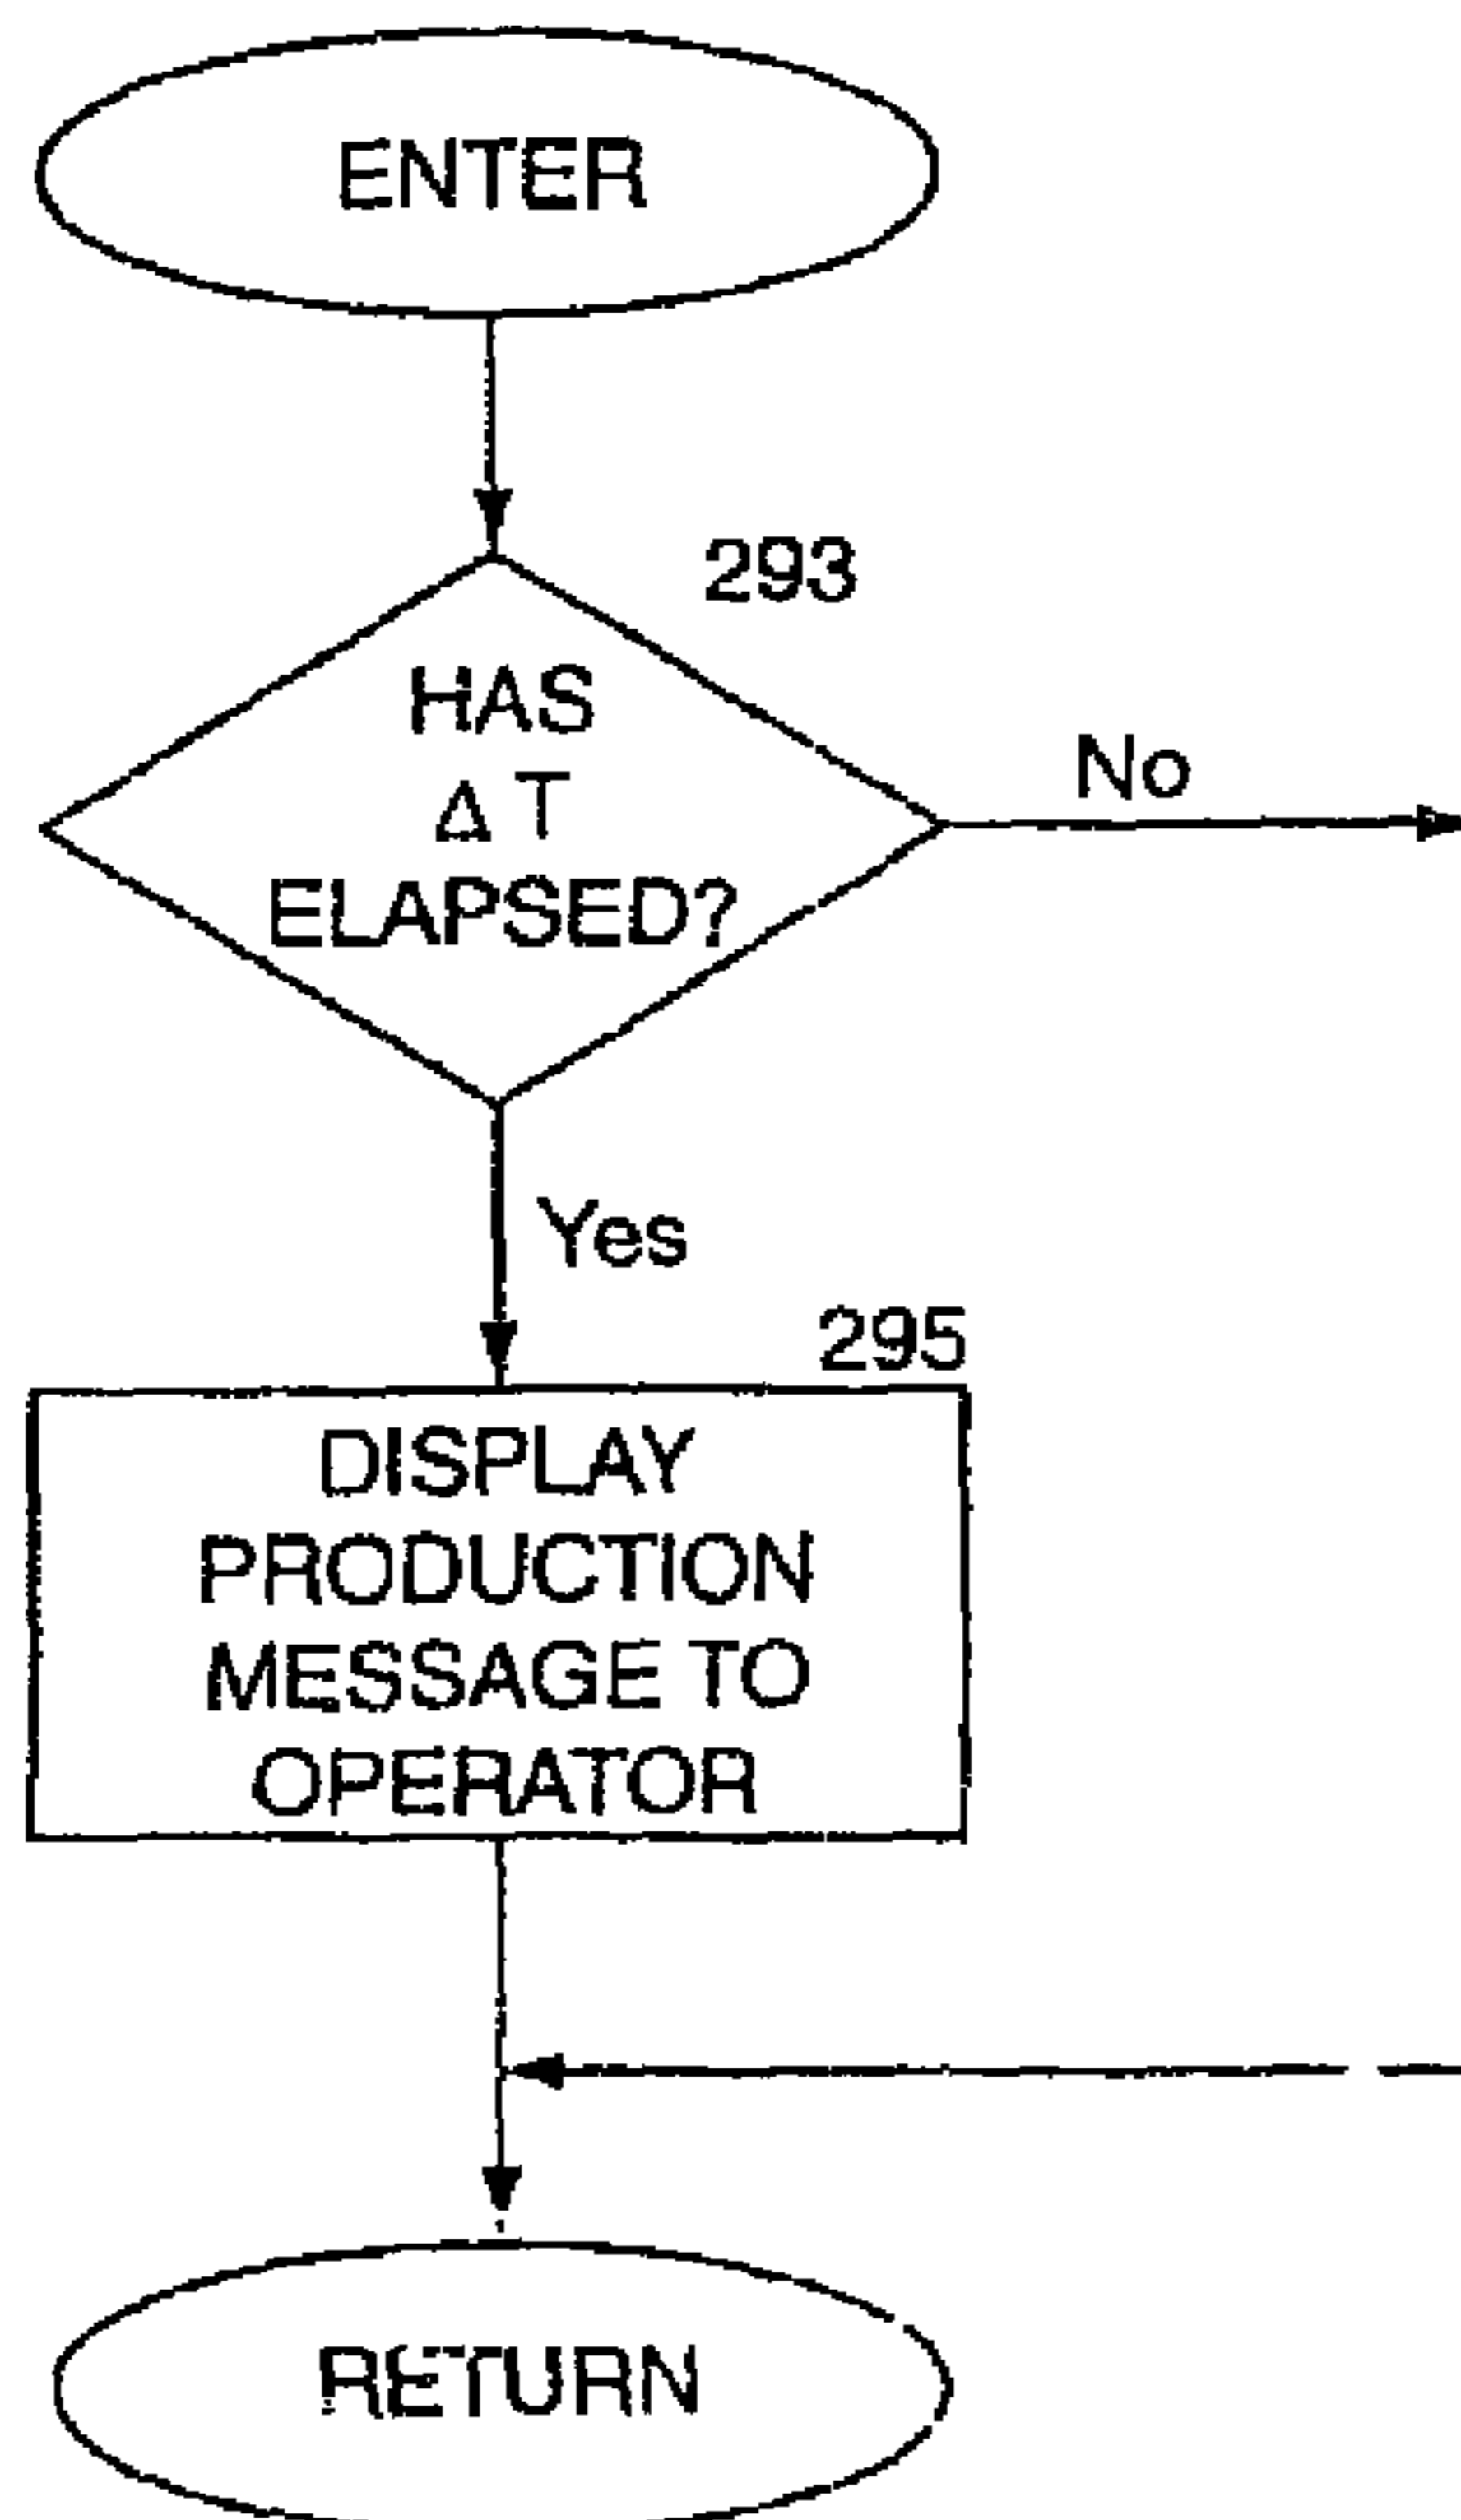 ENTER
293
HAS
Δ T
ELAPSED?
No
Yes
295
DISPLAY
PRODUCTION
MESSAGE TO
OPERATOR
RETURN